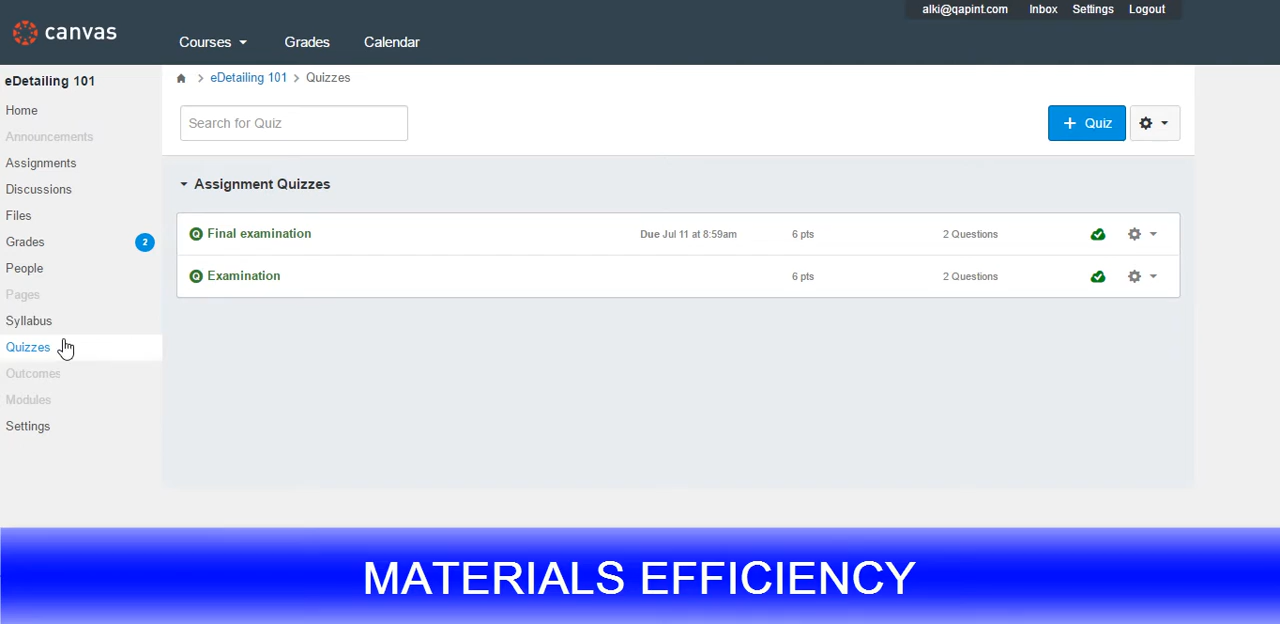 alki@qapint.com Inbox Settings Logout
canvas
Courses Grades Calendar
eDetailing 101
Home
Announcements
Assignments
Discussions
Files
Grades 2
People
Pages
Syllabus
Quizzes
Outcomes
Modules
Settings
> eDetailing 101 > Quizzes
Search for Quiz
+ Quiz
Assignment Quizzes
Q Final examination Due Jul 11 at 8:59am 6 pts 2 Questions
Q Examination 6 pts 2 Questions
MATERIALS EFFICIENCY